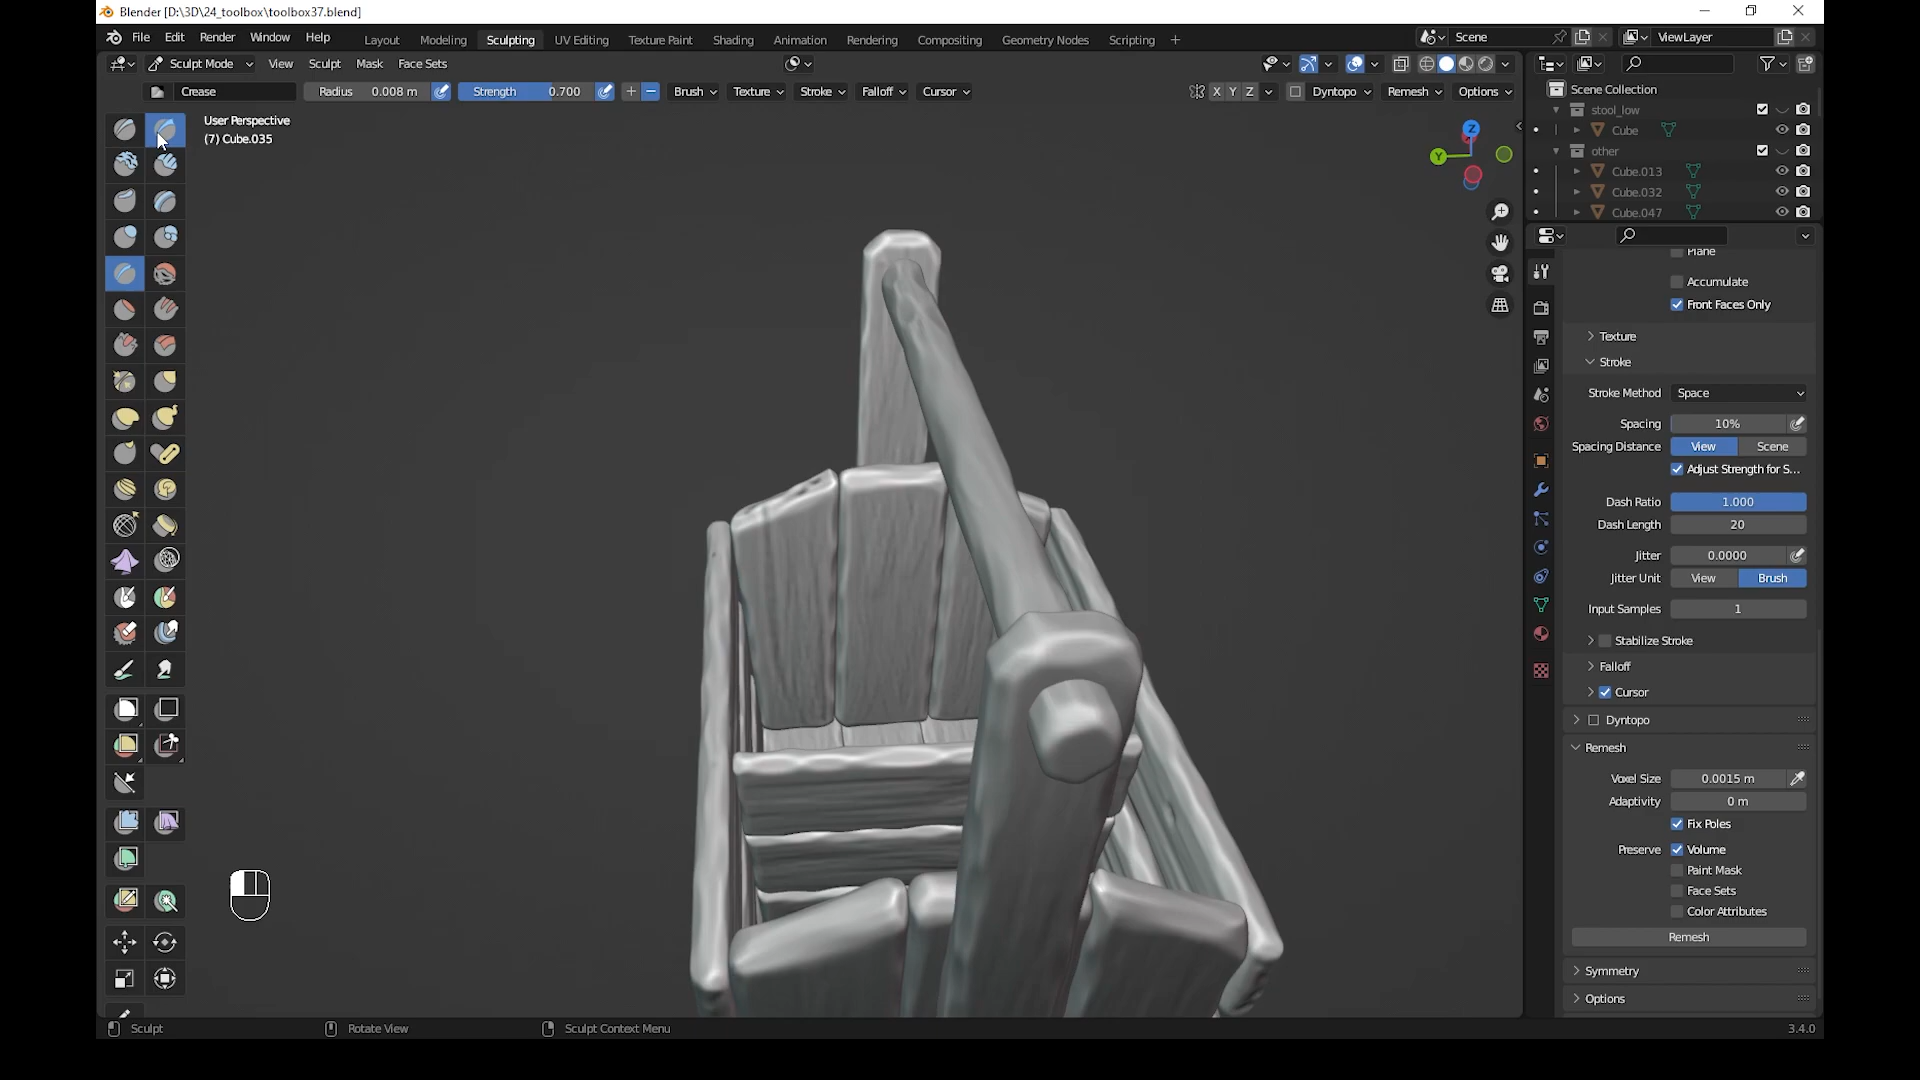 Blender [D:\3D\24_toolbox\toolbox37.blend]
File Edit Render Window Help Layout Modeling Sculpting UV Editing Texture Paint Shading Animation Rendering Compositing Geometry Nodes Scripting + Scene ViewLayer
Sculpt Mode View Sculpt Mask Face Sets
Crease Radius 0.008 m Strength 0.700 Brush Texture Stroke Falloff Cursor X Y Z Dyntopo Remesh Options
User Perspective
(7) Cube.035
Z
Y
Scene Collection
stool_low
Cube
other
Cube.013
Cube.032
Cube.047
Plane
Accumulate
Front Faces Only
Texture
Stroke
Stroke Method Space
Spacing 10%
Spacing Distance View Scene
Adjust Strength for S...
Dash Ratio 1.000
Dash Length 20
Jitter 0.0000
Jitter Unit View Brush
Input Samples 1
Stabilize Stroke
Falloff
Cursor
Dyntopo
Remesh
Voxel Size 0.0015 m
Adaptivity 0 m
Fix Poles
Preserve Volume
Paint Mask
Face Sets
Color Attributes
Remesh
Symmetry
Options
Sculpt Rotate View Sculpt Context Menu 3.4.0